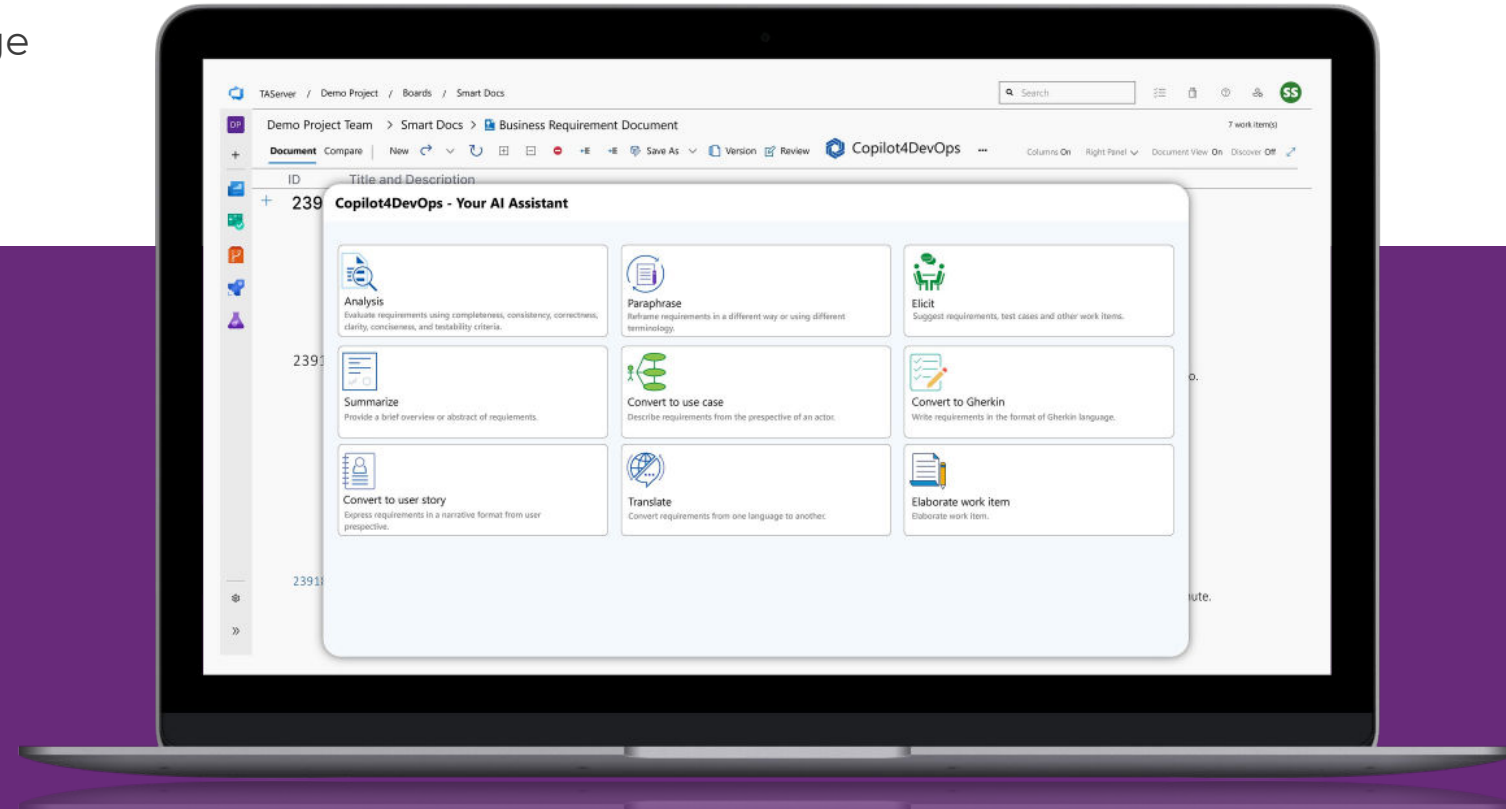 ge
TAServer / Demo Project / Boards / Smart Docs
Search
SS
DP
Demo Project Team > Smart Docs > Business Requirement Document
7 work item(s)
Document Compare | New Save As Version Review Copilot4DevOps ...
Columns On Right Panel Document View On Discover Off
ID Title and Description
239
Copilot4DevOps - Your AI Assistant
Analysis
Evaluate requirements using completeness, consistency, correctness,
clarity, conciseness, and testability criteria.
Paraphrase
Reframe requirements in a different way or using different
terminology.
Elicit
Suggest requirements, test cases and other work items.
2391
o.
Summarize
Provide a brief overview or abstract of requiements.
Convert to use case
Describe requirements from the prespective of an actor.
Convert to Gherkin
Write requirements in the format of Gherkin language.
Convert to user story
Express requirements in a narrative format from user
prespective.
Translate
Convert requirements from one language to another.
Elaborate work item
Elaborate work item.
2391
ute.